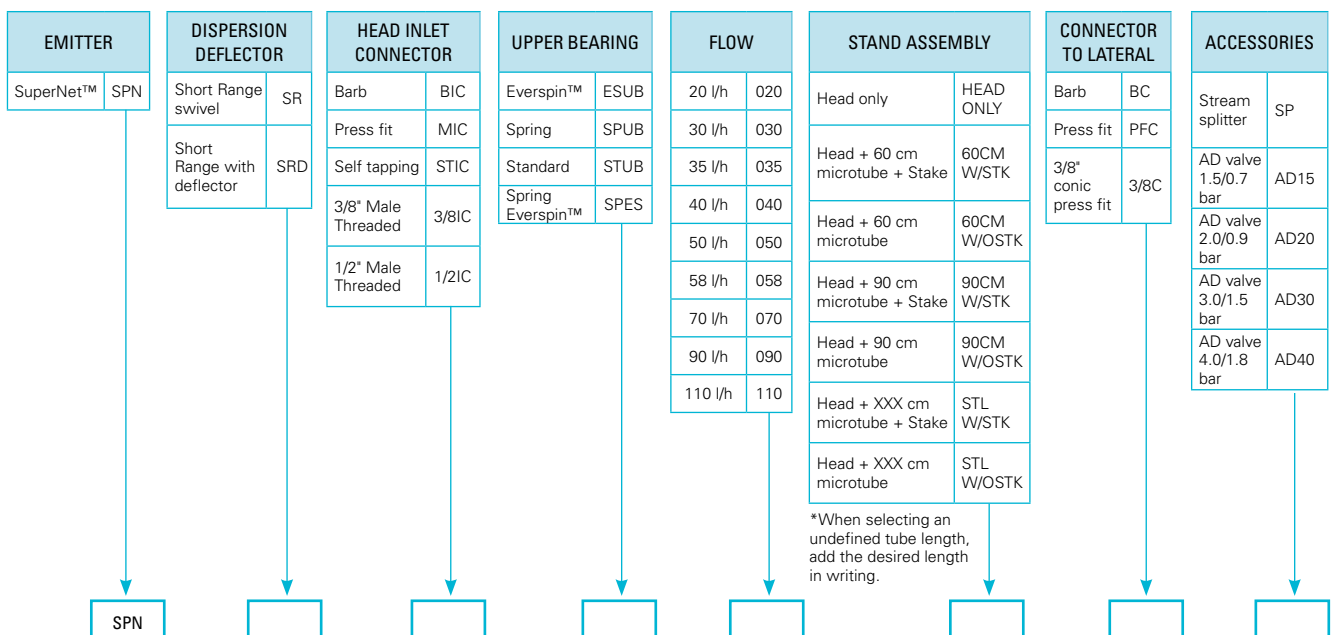 EMITTER
SuperNet™ SPN
DISPERSION
DEFLECTOR
Short Range
swivel
SR
Short
Range with
deflector
SRD
HEAD INLET
CONNECTOR
Barb BIC
Press fit MIC
Self tapping STIC
3/8" Male
Threaded
3/8IC
1/2" Male
Threaded
1/2IC
UPPER BEARING
Everspin™ ESUB
Spring SPUB
Standard STUB
Spring
Everspin™
SPES
FLOW
20 l/h 020
30 l/h 030
35 l/h 035
40 l/h 040
50 l/h 050
58 l/h 058
70 l/h 070
90 l/h 090
110 l/h 110
STAND ASSEMBLY
Head only
HEAD
ONLY
Head + 60 cm
microtube + Stake
60CM
W/STK
Head + 60 cm
microtube
60CM
W/OSTK
Head + 90 cm
microtube + Stake
90CM
W/STK
Head + 90 cm
microtube
90CM
W/OSTK
Head + XXX cm
microtube + Stake
STL
W/STK
Head + XXX cm
microtube
STL
W/OSTK
*When selecting an
undefined tube length,
add the desired length
in writing.
CONNECTOR
TO LATERAL
Barb BC
Press fit PFC
3/8"
conic
press fit
3/8C
ACCESSORIES
Stream
splitter
SP
AD valve
1.5/0.7
bar
AD15
AD valve
2.0/0.9
bar
AD20
AD valve
3.0/1.5
bar
AD30
AD valve
4.0/1.8
bar
AD40
SPN